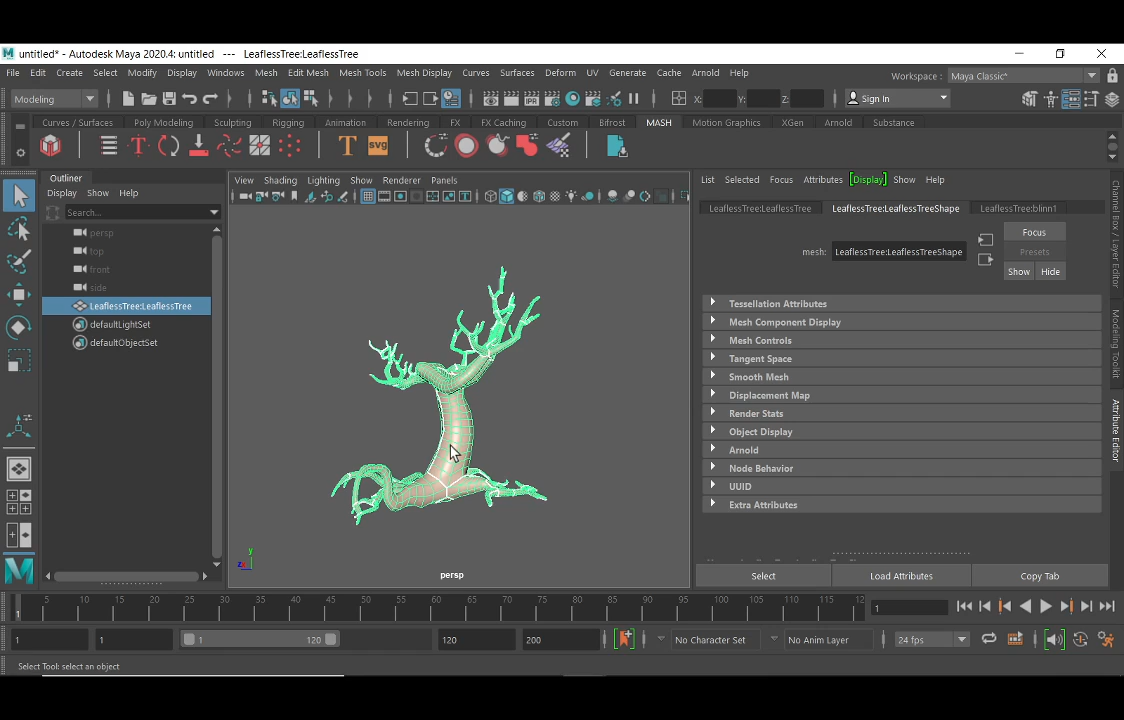 untitled* - Autodesk Maya 2020.4: untitled --- LeaflessTree:LeaflessTree
File Edit Create Select Modify Display Windows Mesh Edit Mesh Mesh Tools Mesh Display Curves Surfaces Deform UV Generate Cache Arnold Help
Workspace : Maya Classic*
Modeling
X: Y: Z: Sign In
Curves / Surfaces Poly Modeling Sculpting Rigging Animation Rendering FX FX Caching Custom Bifrost MASH Motion Graphics XGen Arnold Substance
T svg
Outliner
Display Show Help
Search...
persp
top
front
side
LeaflessTree:LeaflessTree
defaultLightSet
defaultObjectSet
View Shading Lighting Show Renderer Panels
y
persp
List Selected Focus Attributes Display Show Help
LeaflessTree:LeaflessTree LeaflessTree:LeaflessTreeShape LeaflessTree:blinn1
mesh: LeaflessTree:LeaflessTreeShape
Focus
Presets
Show Hide
Tessellation Attributes
Mesh Component Display
Mesh Controls
Tangent Space
Smooth Mesh
Displacement Map
Render Stats
Object Display
Arnold
Node Behavior
UUID
Extra Attributes
Select Load Attributes Copy Tab
Channel Box / Layer Editor
Modeling Toolkit
Attribute Editor
1 5 10 15 20 25 30 35 40 45 50 55 60 65 70 75 80 85 90 95 100 105 110 115 12
1
1 1 1 120 120 200 No Character Set No Anim Layer 24 fps
Select Tool: select an object